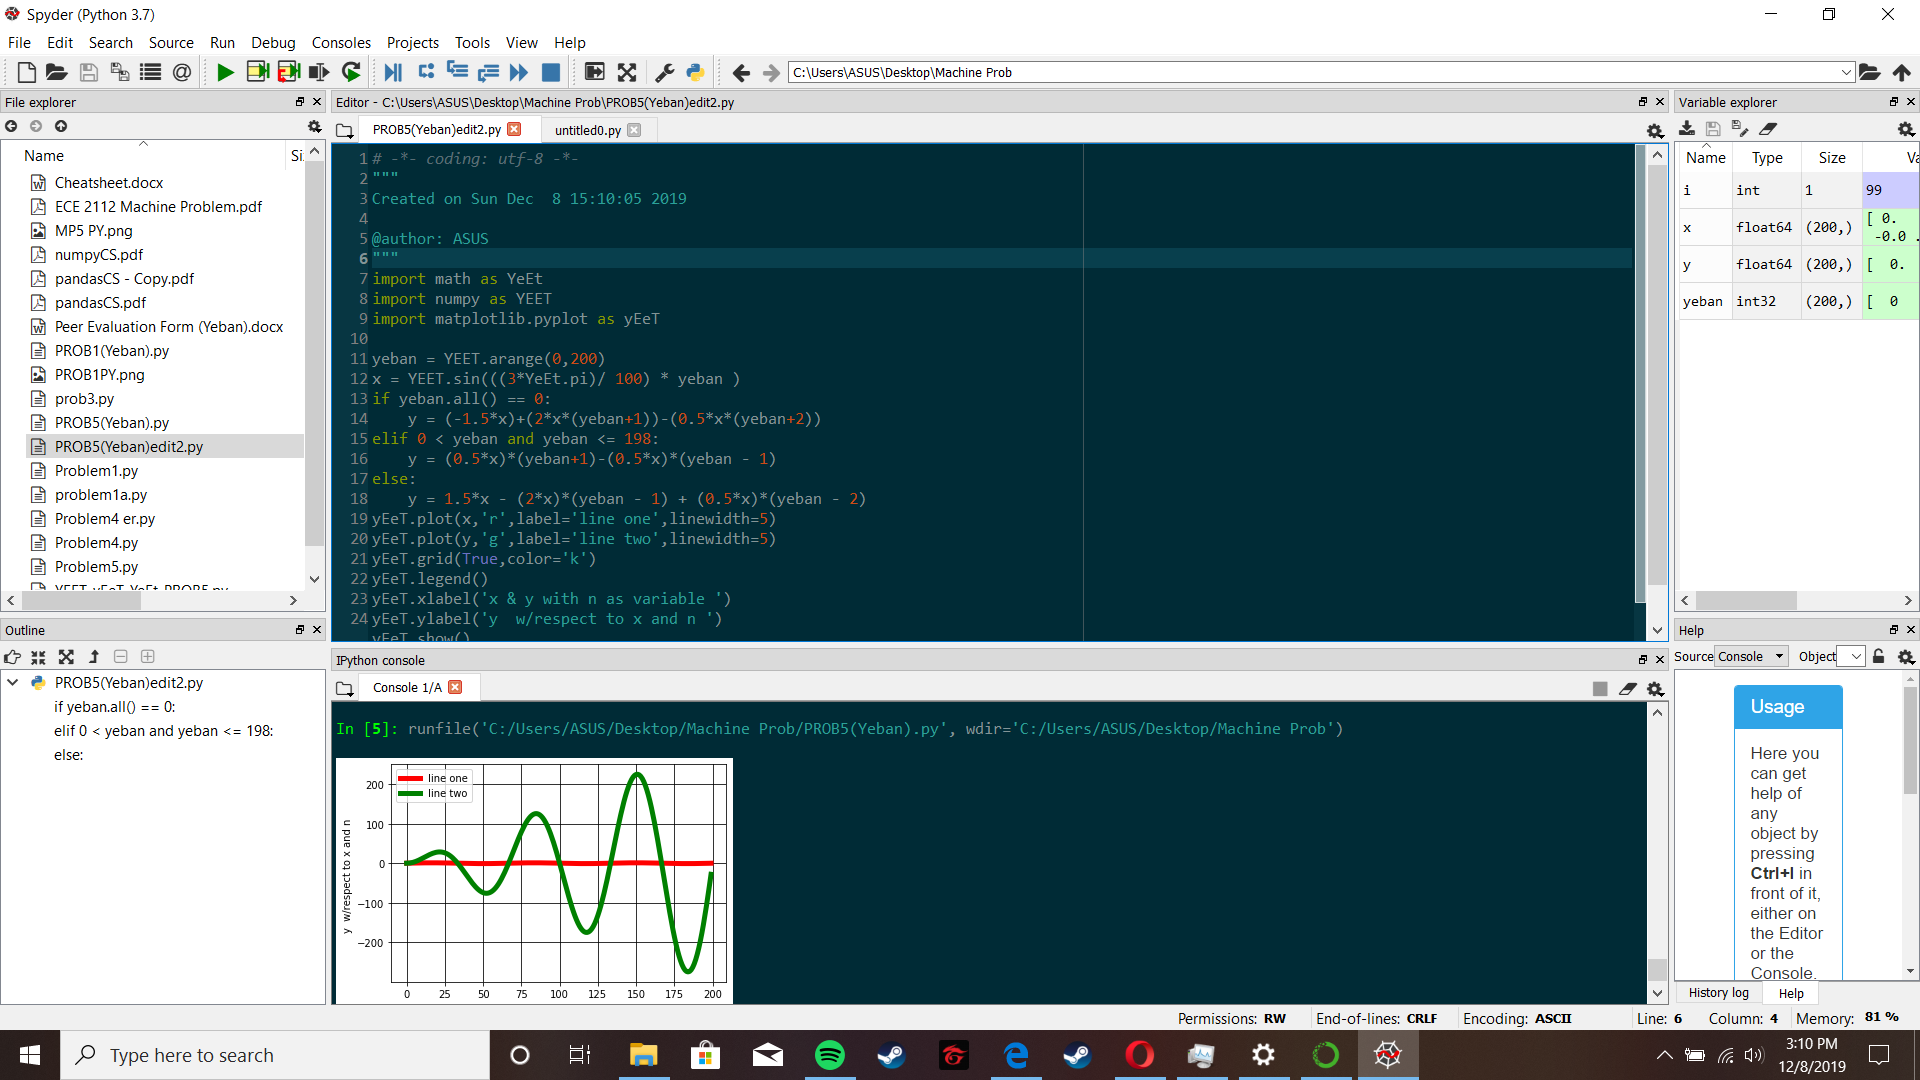 Spyder (Python 3.7)
File Edit Search Source Run Debug Consoles Projects Tools View Help
C:\Users\ASUS\Desktop\Machine Prob
File explorer
Name
Si
Cheatsheet.docx
ECE 2112 Machine Problem.pdf
MP5 PY.png
numpyCS.pdf
pandasCS - Copy.pdf
pandasCS.pdf
Peer Evaluation Form (Yeban).docx
PROB1(Yeban).py
PROB1PY.png
prob3.py
PROB5(Yeban).py
PROB5(Yeban)edit2.py
Problem1.py
problem1a.py
Problem4 er.py
Problem4.py
Problem5.py
Outline
PROB5(Yeban)edit2.py
if yeban.all() == 0:
elif 0 < yeban and yeban <= 198:
else:
Editor - C:\Users\ASUS\Desktop\Machine Prob\PROB5(Yeban)edit2.py
PROB5(Yeban)edit2.py untitled0.py
1 # -*- coding: utf-8 -*-
2 """
3 Created on Sun Dec  8 15:10:05 2019
4
5 @author: ASUS
6 """
7 import math as YeEt
8 import numpy as YEET
9 import matplotlib.pyplot as yEeT
10
11 yeban = YEET.arange(0,200)
12 x = YEET.sin(((3*YeEt.pi)/ 100) * yeban )
13 if yeban.all() == 0:
14     y = (-1.5*x)+(2*x*(yeban+1))-(0.5*x*(yeban+2))
15 elif 0 < yeban and yeban <= 198:
16     y = (0.5*x)*(yeban+1)-(0.5*x)*(yeban - 1)
17 else:
18     y = 1.5*x - (2*x)*(yeban - 1) + (0.5*x)*(yeban - 2)
19 yEeT.plot(x,'r',label='line one',linewidth=5)
20 yEeT.plot(y,'g',label='line two',linewidth=5)
21 yEeT.grid(True,color='k')
22 yEeT.legend()
23 yEeT.xlabel('x & y with n as variable ')
24 yEeT.ylabel('y  w/respect to x and n ')
yEeT.show()
IPython console
Console 1/A
In [5]: runfile('C:/Users/ASUS/Desktop/Machine Prob/PROB5(Yeban).py', wdir='C:/Users/ASUS/Desktop/Machine Prob')
line one
line two
y w/respect to x and n
200
100
0
−100
−200
0 25 50 75 100 125 150 175 200
Variable explorer
Name Type Size Va
i int 1 99
x float64 (200,) [ 0.
-0.0 .
y float64 (200,) [ 0.
yeban int32 (200,) [ 0
Help
Source Console Object
Usage
Here you
can get
help of
any
object by
pressing
Ctrl+I in
front of it,
either on
the Editor
or the
Console.
History log Help
Permissions: RW End-of-lines: CRLF Encoding: ASCII Line: 6 Column: 4 Memory: 81 %
Type here to search
3:10 PM
12/8/2019